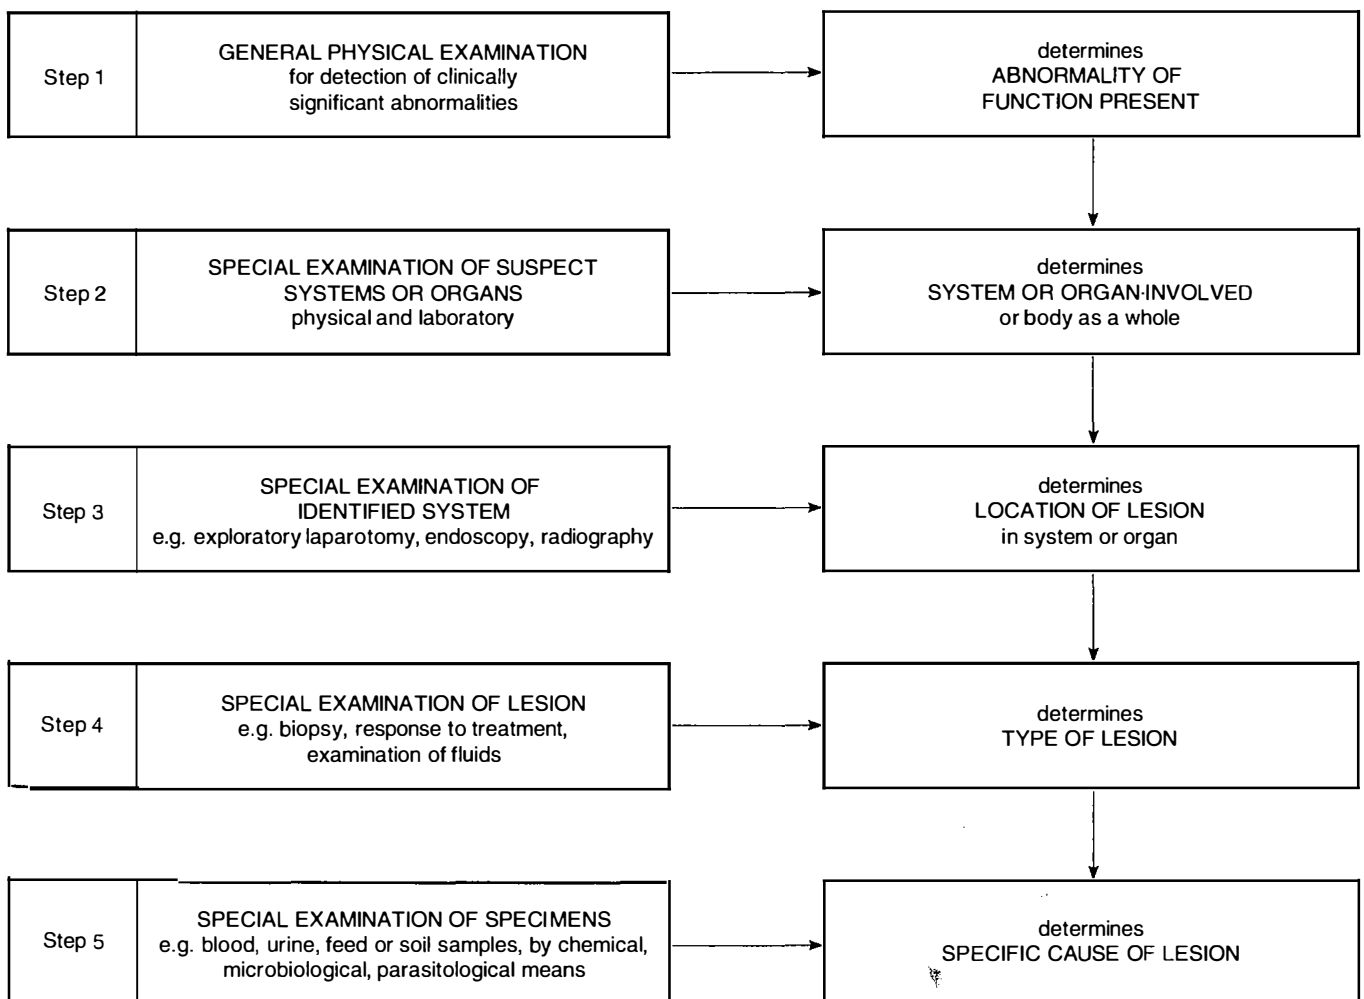 Step 1
GENERAL PHYSICAL EXAMINATION
for detection of clinically
significant abnormalities
determines
ABNORMALITY OF
FUNCTION PRESENT
Step 2
SPECIAL EXAMINATION OF SUSPECT
SYSTEMS OR ORGANS
physical and laboratory
determines
SYSTEM OR ORGAN·INVOLVED
or body as a whole
Step 3
SPECIAL EXAMINATION OF
IDENTIFIED SYSTEM
e.g. exploratory laparotomy, endoscopy, radiography
determines
LOCATION OF LESION
in system or organ
Step 4
SPECIAL EXAMINATION OF LESION
e.g. biopsy, response to treatment,
examination of fluids
determines
TYPE OF LESION
Step 5
SPECIAL EXAMINATION OF SPECIMENS
e.g. blood, urine, feed or soil samples, by chemical,
microbiological, parasitological means
determines
SPECIFIC CAUSE OF LESION